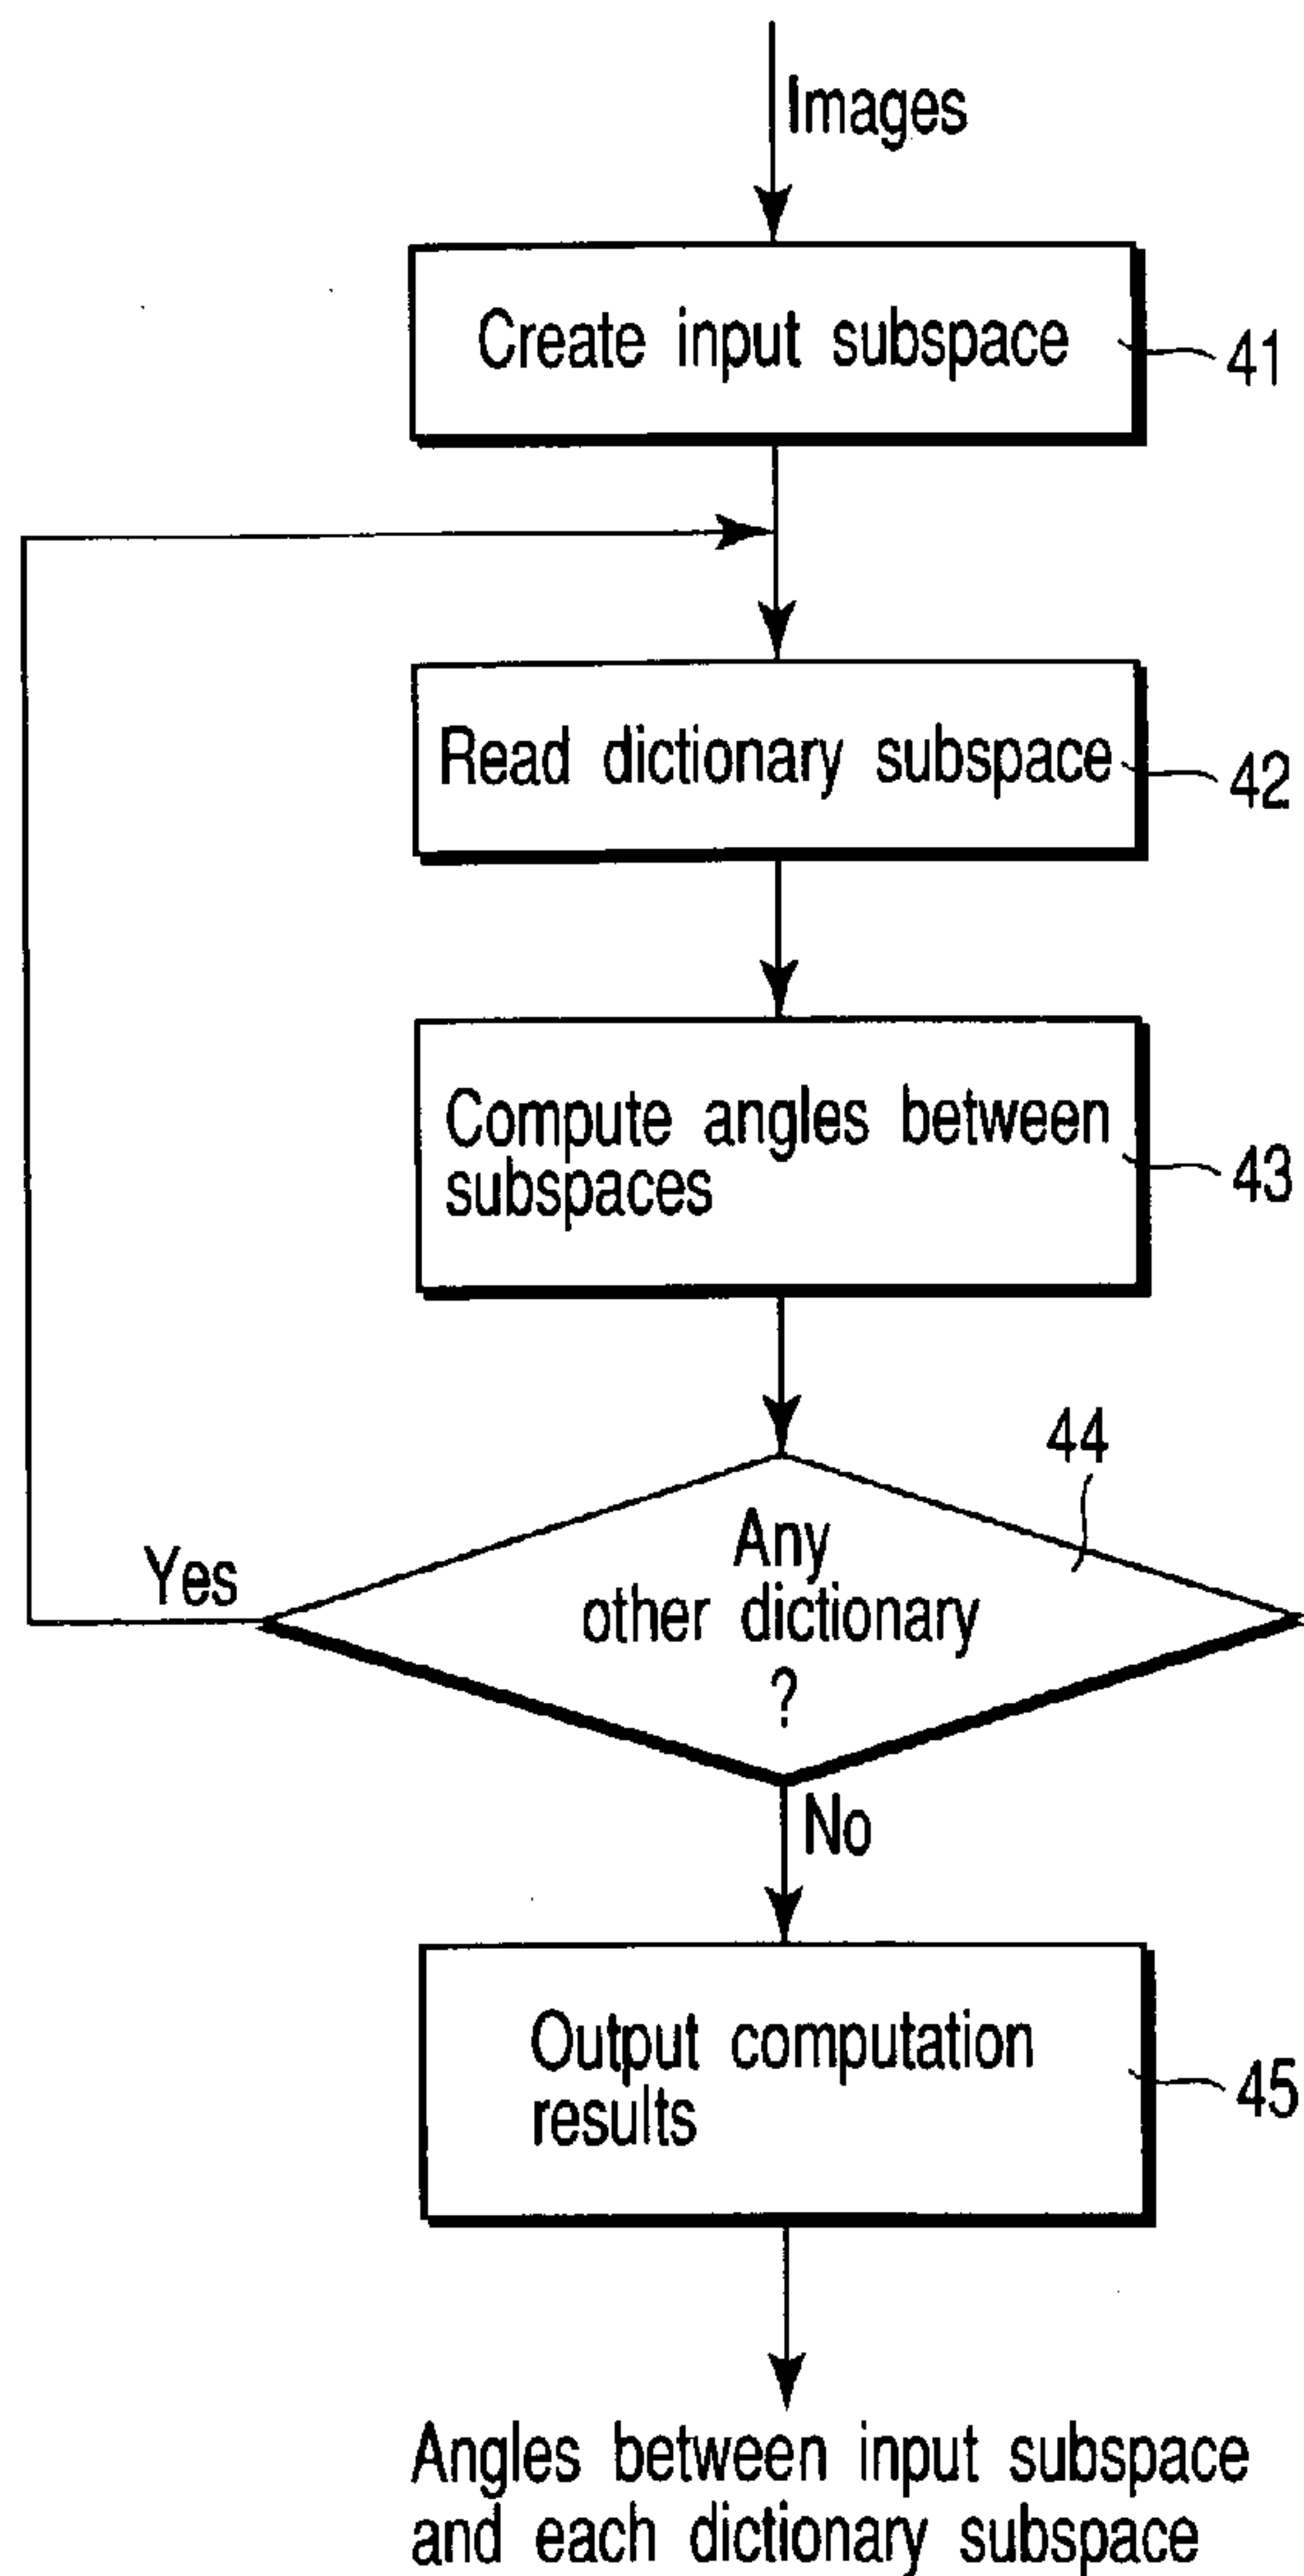 Images
Create input subspace
41
Read dictionary subspace
42
Compute angles between
subspaces
43
44
Any
other dictionary
?
Yes
No
Output computation
results
45
Angles between input subspace
and each dictionary subspace